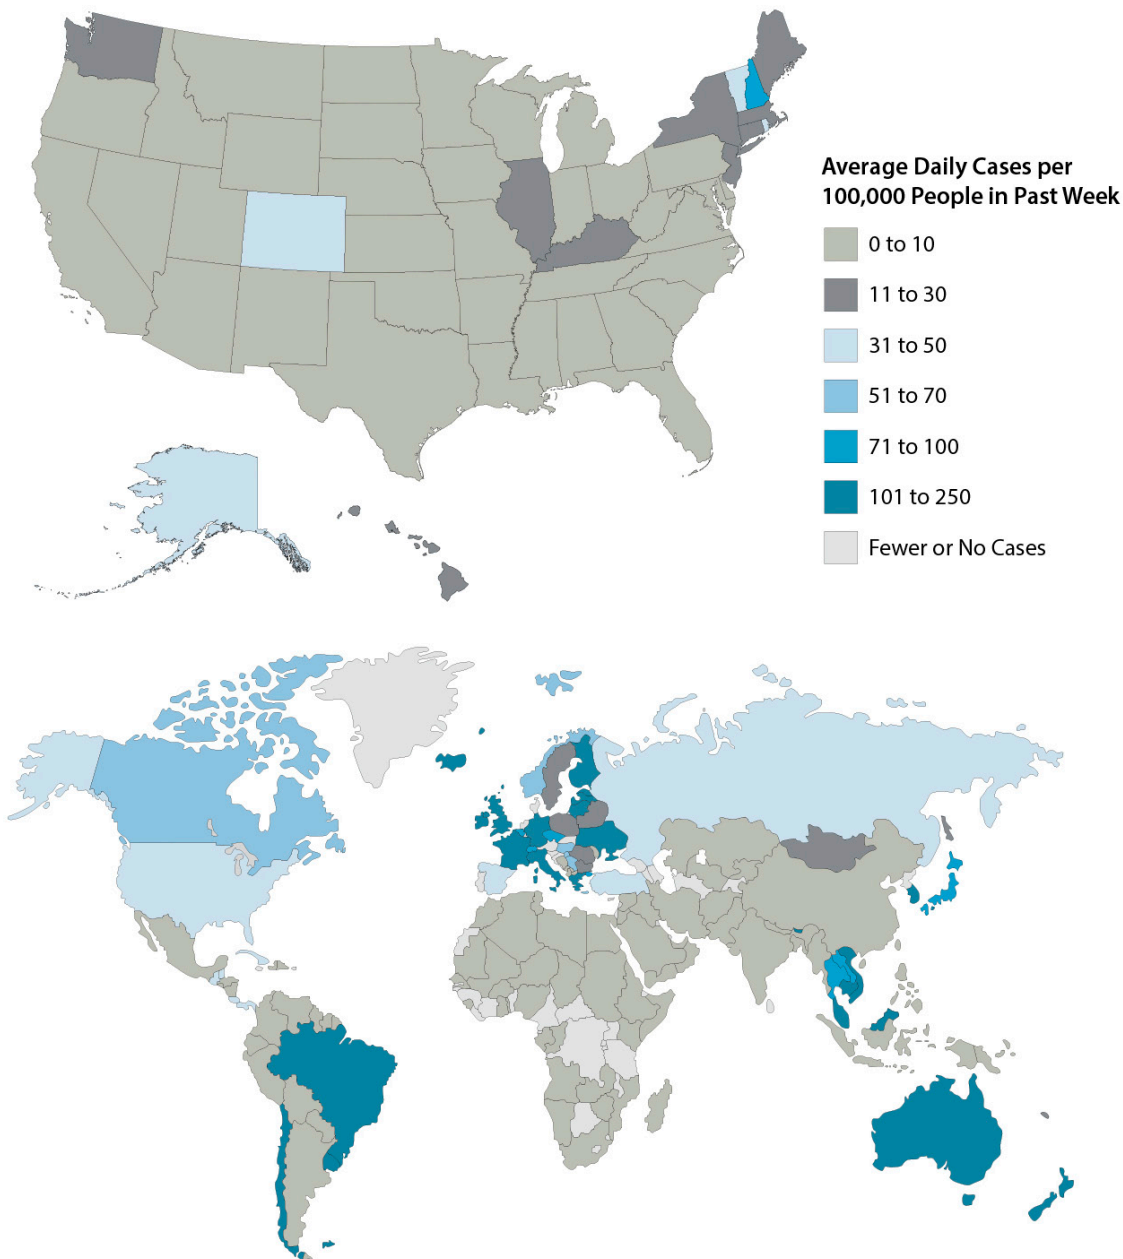 Average Daily Cases per
100,000 People in Past Week
0 to 10
11 to 30
31 to 50
51 to 70
71 to 100
101 to 250
Fewer or No Cases